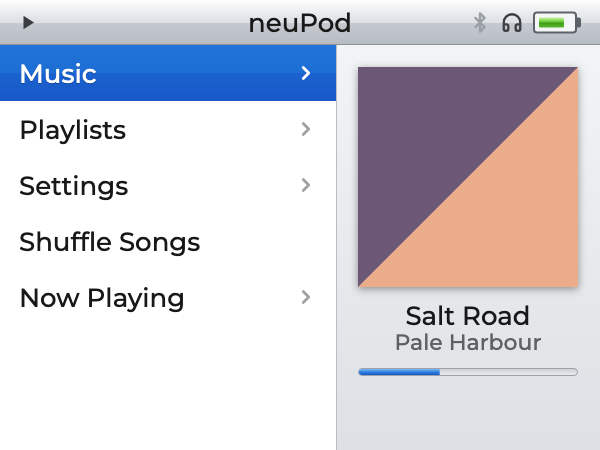 neuPod
Music
Playlists
Settings
Shuffle Songs
Now Playing
Salt Road
Pale Harbour